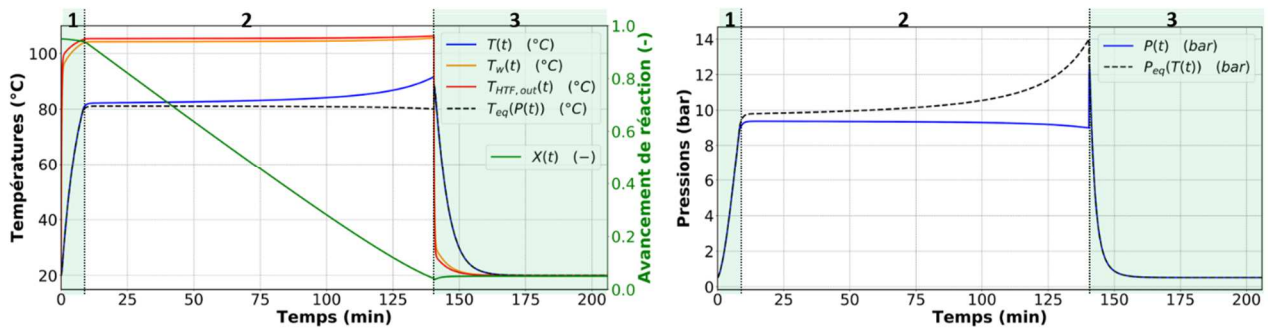 1 2 3
100
80
60
40
20
Températures (°C)
T(t) (°C)
T_w(t) (°C)
T_HTF,out(t) (°C)
T_eq(P(t)) (°C)
X(t) (−)
1.0
0.8
0.6
0.4
0.2
0.0
Avancement de réaction (-)
0 25 50 75 100 125 150 175 200
Temps (min)
1 2 3
14
12
10
8
6
4
2
0
Pressions (bar)
P(t) (bar)
P_eq(T(t)) (bar)
0 25 50 75 100 125 150 175 200
Temps (min)